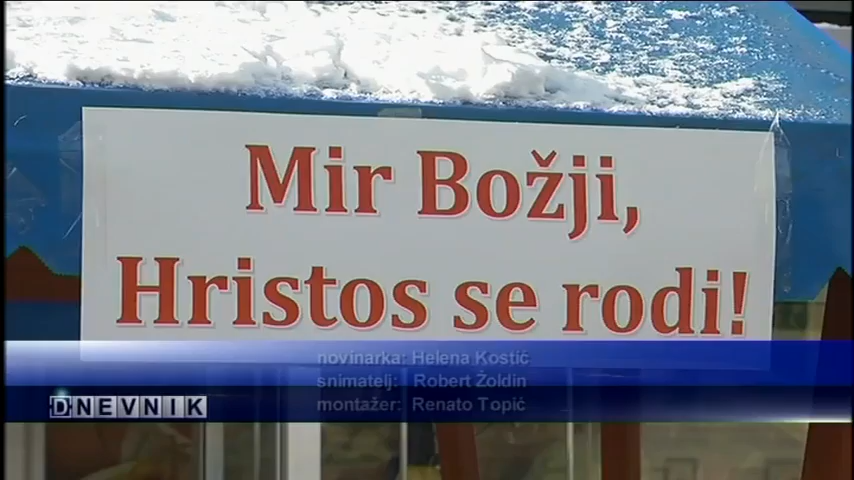 Mir Božji,
Hristos se rodi!
novinarka: Helena Kostić
snimatelj: Robert Žoldin
montažer: Renato Topić
DNEVNIK